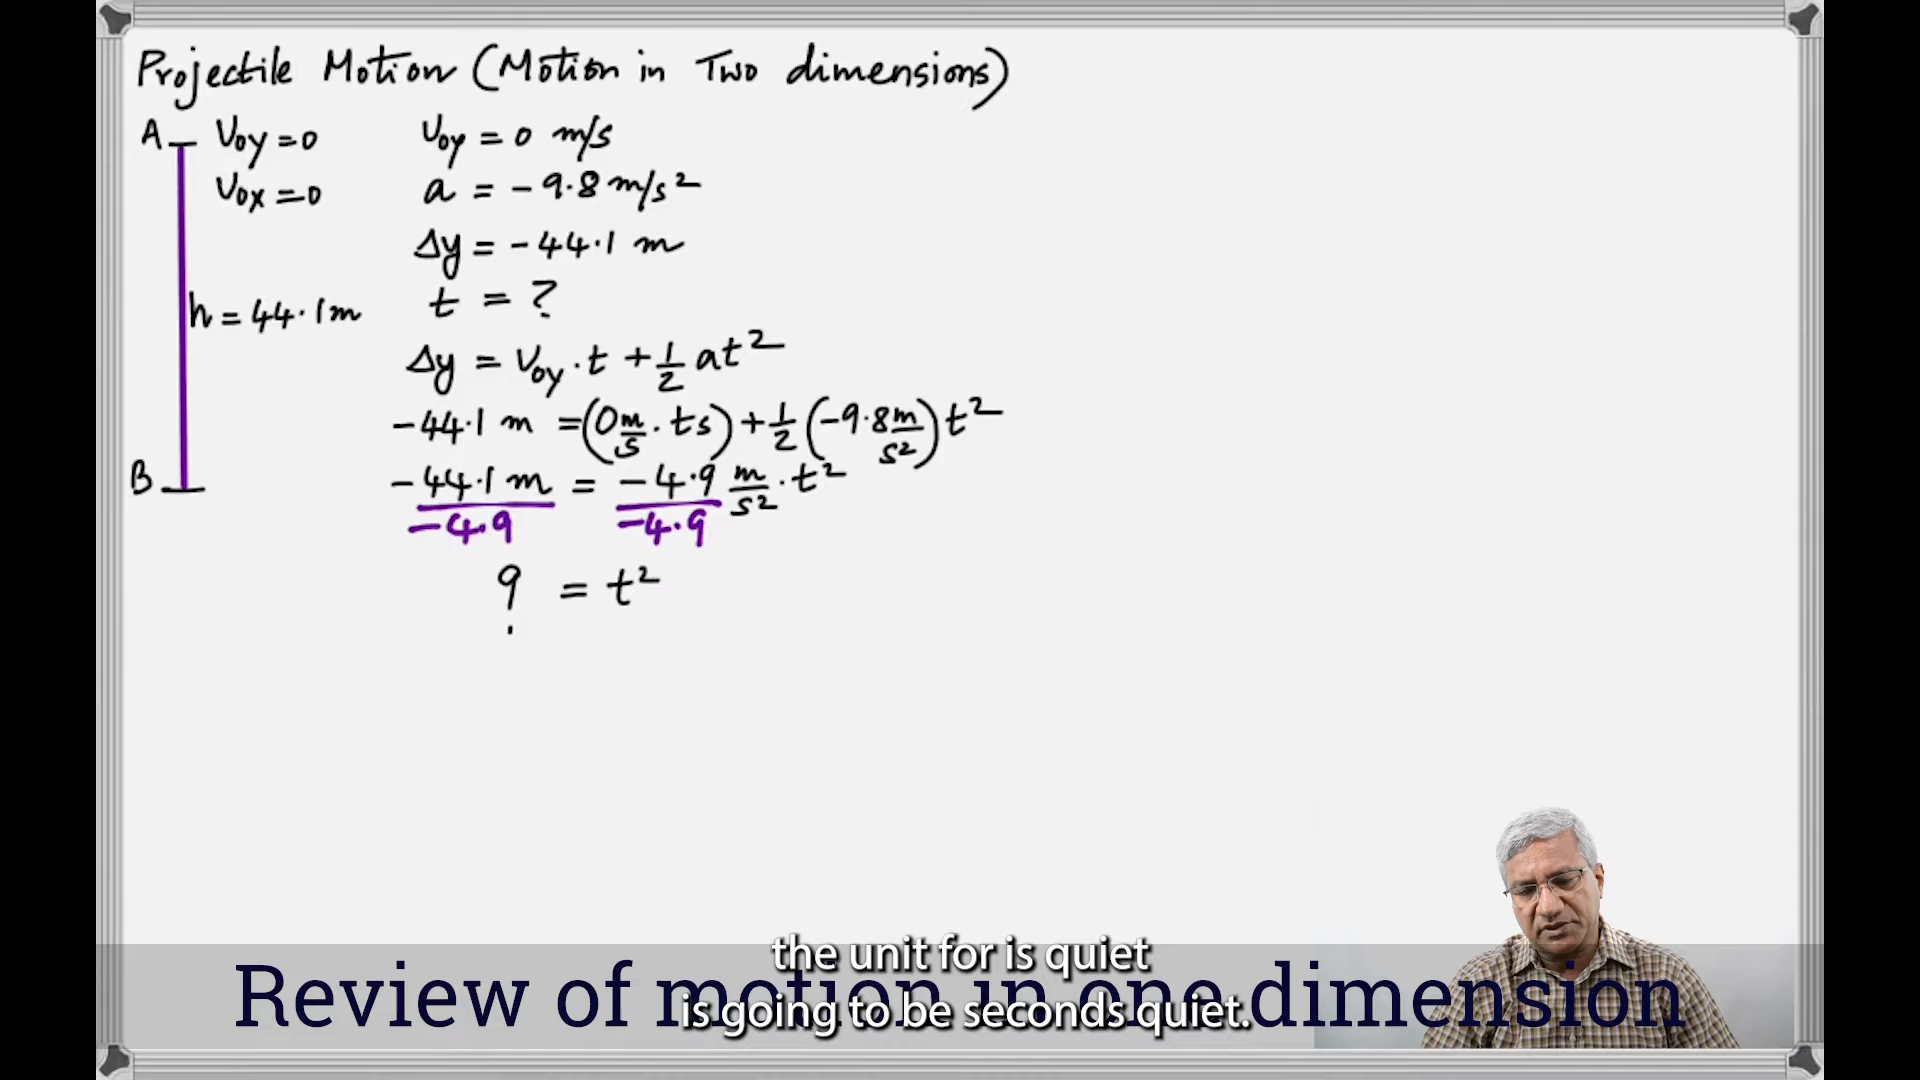 Projectile Motion (Motion in Two dimensions)
A Voy = 0
Vox = 0
h = 44.1m
B
Voy = 0 m/s
a = -9.8 m/s²
Δy = -44.1 m
t = ?
Δy = Voy · t + 1/2 at²
-44.1 m = (0 m/s · ts) + 1/2 (-9.8 m/s²) t²
-44.1 m / -4.9 = -4.9 / -4.9 m/s² · t²
9 = t²
the unit for is quiet
is going to be seconds quiet.
Review of motion in one dimension